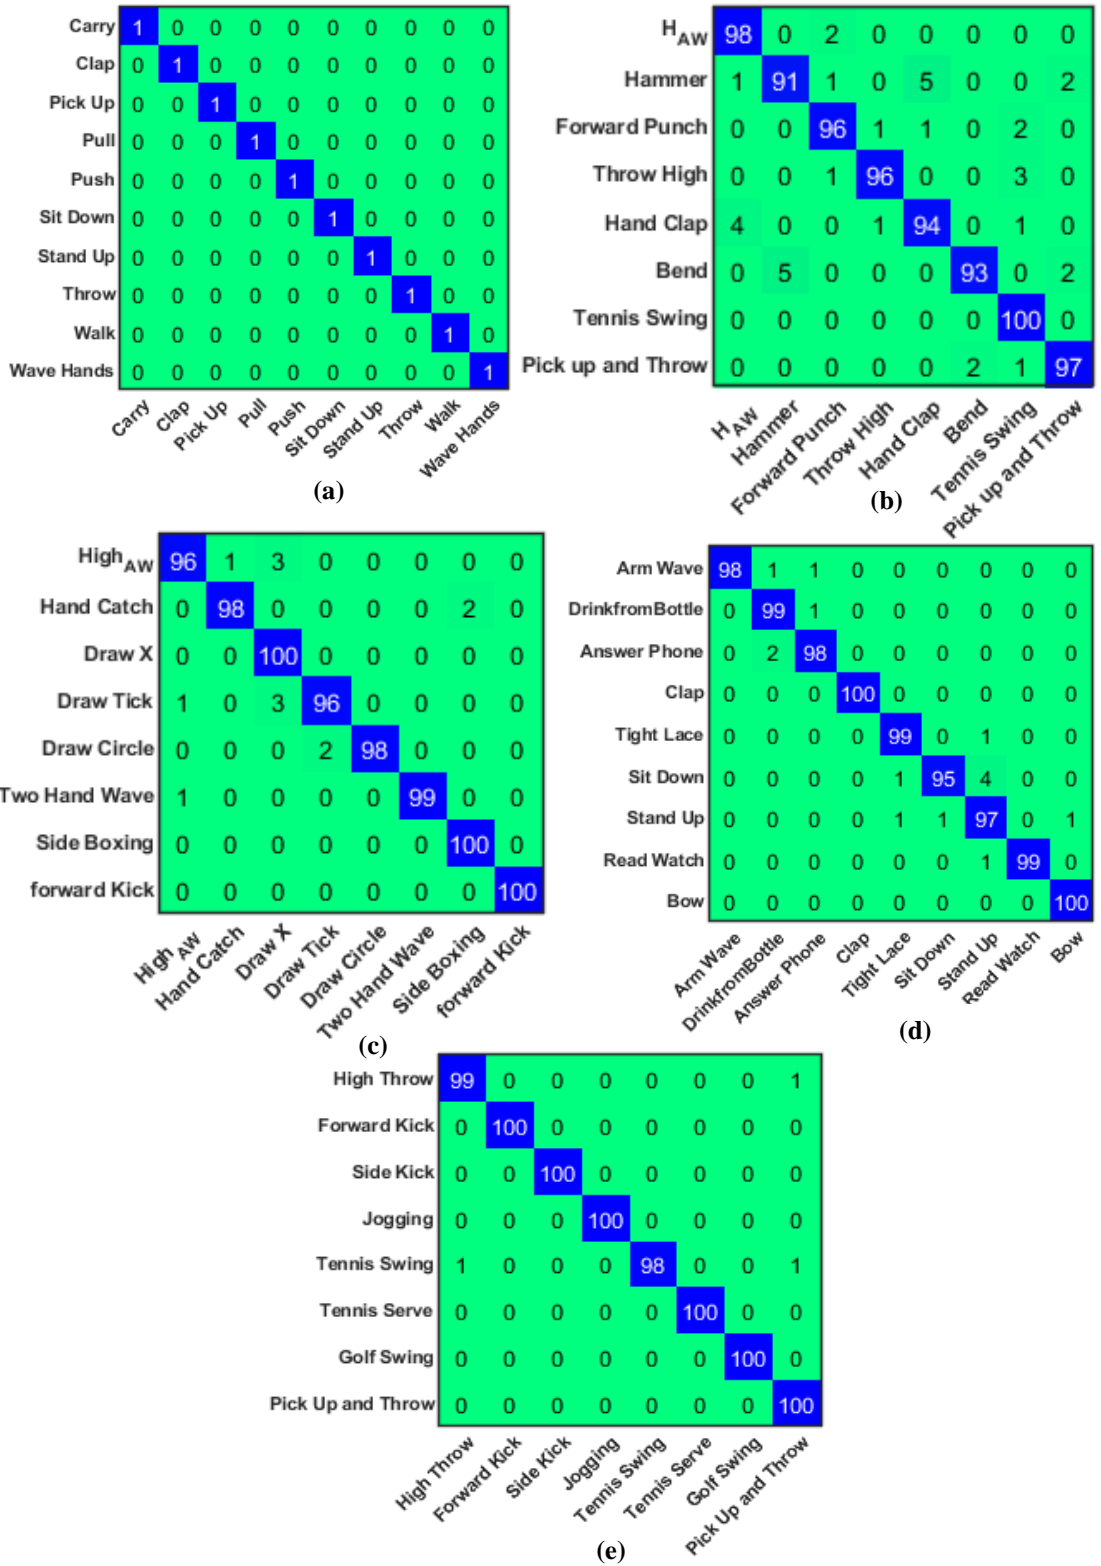 Carry 1 0 0 0 0 0 0 0 0 0
Clap 0 1 0 0 0 0 0 0 0 0
Pick Up 0 0 1 0 0 0 0 0 0 0
Pull 0 0 0 1 0 0 0 0 0 0
Push 0 0 0 0 1 0 0 0 0 0
Sit Down 0 0 0 0 0 1 0 0 0 0
Stand Up 0 0 0 0 0 0 1 0 0 0
Throw 0 0 0 0 0 0 0 1 0 0
Walk 0 0 0 0 0 0 0 0 1 0
Wave Hands 0 0 0 0 0 0 0 0 0 1
Carry Clap Pick Up Pull Push Sit Down Stand Up Throw Walk Wave Hands
(a)
H_AW 98 0 2 0 0 0 0 0
Hammer 1 91 1 0 5 0 0 2
Forward Punch 0 0 96 1 1 0 2 0
Throw High 0 0 1 96 0 0 3 0
Hand Clap 4 0 0 1 94 0 1 0
Bend 0 5 0 0 0 93 0 2
Tennis Swing 0 0 0 0 0 0 100 0
Pick up and Throw 0 0 0 0 0 2 1 97
H_AW Hammer Forward Punch Throw High Hand Clap Bend Tennis Swing Pick up and Throw
(b)
High_AW 96 1 3 0 0 0 0 0
Hand Catch 0 98 0 0 0 0 2 0
Draw X 0 0 100 0 0 0 0 0
Draw Tick 1 0 3 96 0 0 0 0
Draw Circle 0 0 0 2 98 0 0 0
Two Hand Wave 1 0 0 0 0 99 0 0
Side Boxing 0 0 0 0 0 0 100 0
forward Kick 0 0 0 0 0 0 0 100
High_AW Hand Catch Draw X Draw Tick Draw Circle Two Hand Wave Side Boxing forward Kick
(c)
Arm Wave 98 1 1 0 0 0 0 0 0
DrinkfromBottle 0 99 1 0 0 0 0 0 0
Answer Phone 0 2 98 0 0 0 0 0 0
Clap 0 0 0 100 0 0 0 0 0
Tight Lace 0 0 0 0 99 0 1 0 0
Sit Down 0 0 0 0 1 95 4 0 0
Stand Up 0 0 0 0 1 1 97 0 1
Read Watch 0 0 0 0 0 0 1 99 0
Bow 0 0 0 0 0 0 0 0 100
Arm Wave DrinkfromBottle Answer Phone Clap Tight Lace Sit Down Stand Up Read Watch Bow
(d)
High Throw 99 0 0 0 0 0 0 1
Forward Kick 0 100 0 0 0 0 0 0
Side Kick 0 0 100 0 0 0 0 0
Jogging 0 0 0 100 0 0 0 0
Tennis Swing 1 0 0 0 98 0 0 1
Tennis Serve 0 0 0 0 0 100 0 0
Golf Swing 0 0 0 0 0 0 100 0
Pick Up and Throw 0 0 0 0 0 0 0 100
High Throw Forward Kick Side Kick Jogging Tennis Swing Tennis Serve Golf Swing Pick Up and Throw
(e)